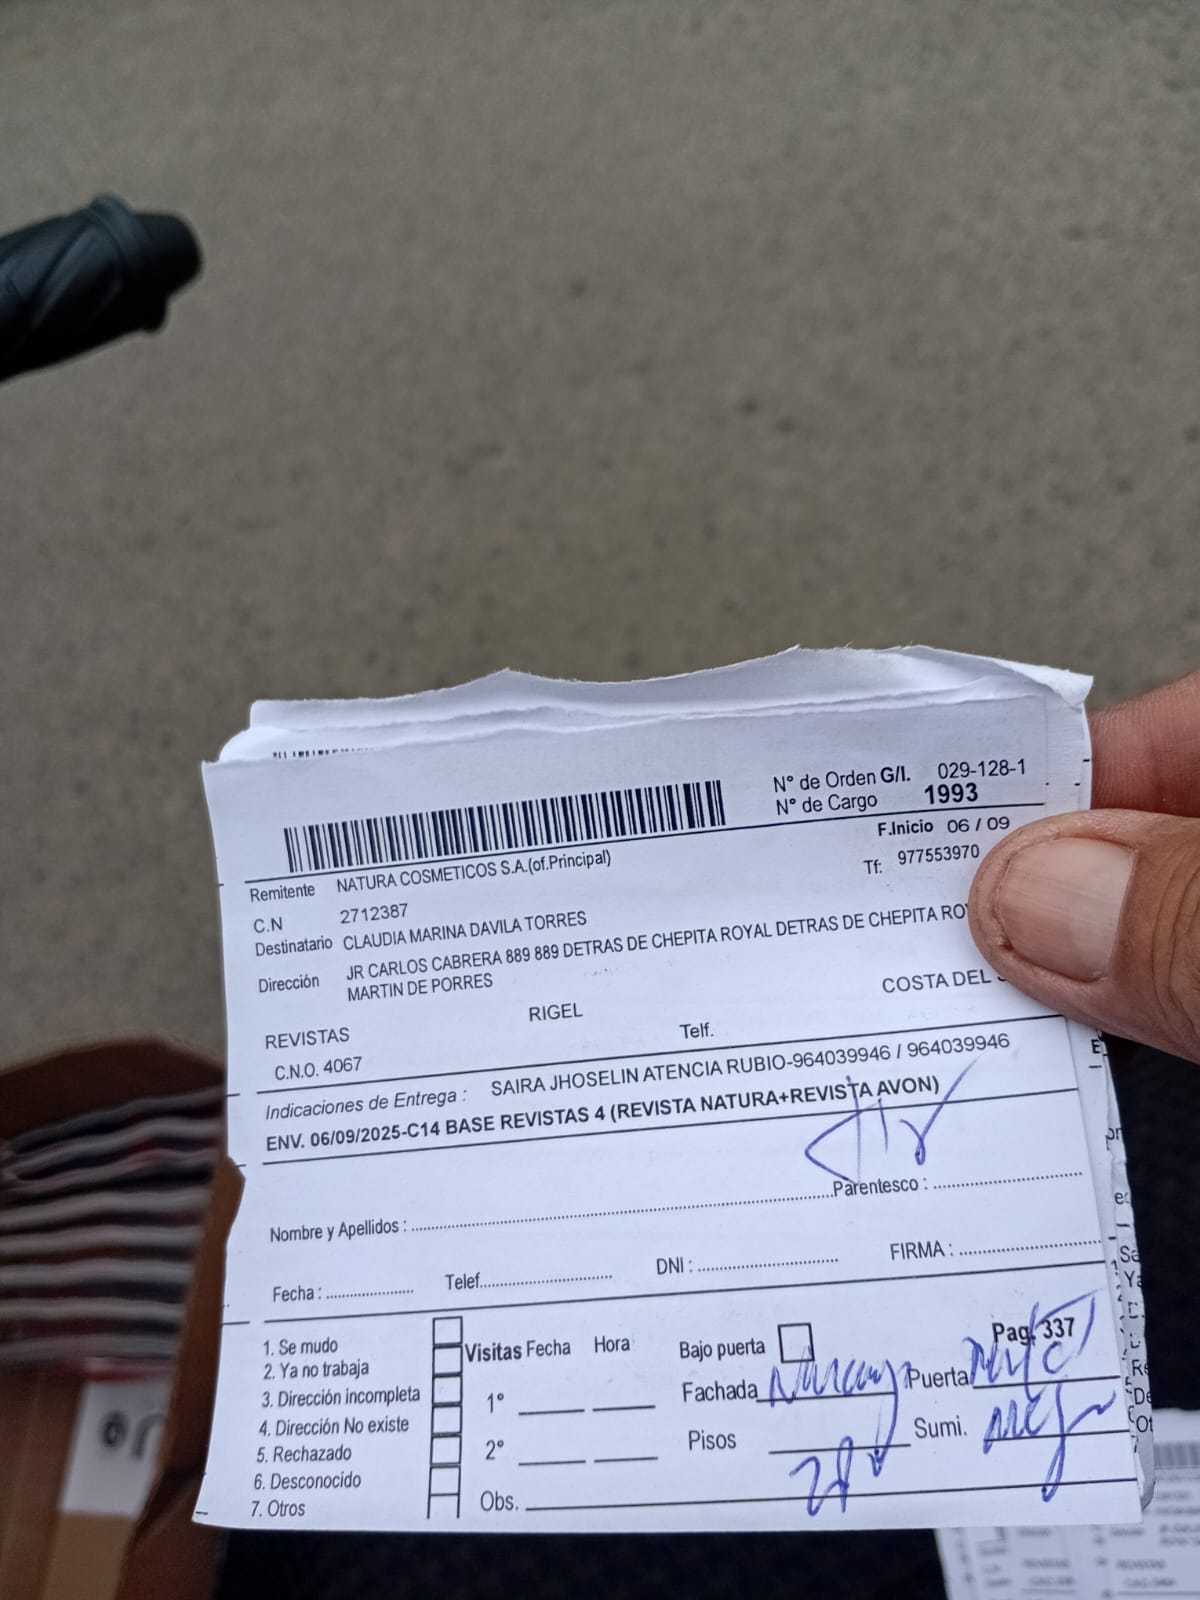 N° de Orden G/I. 029-128-1
N° de Cargo 1993
F.Inicio 06 / 09
Remitente NATURA COSMETICOS S.A.(of.Principal)
Tf: 977553970
C.N 2712387
Destinatario CLAUDIA MARINA DAVILA TORRES
Dirección JR CARLOS CABRERA 889 889 DETRAS DE CHEPITA ROYAL DETRAS DE CHEPITA
MARTIN DE PORRES
COSTA DEL
REVISTAS RIGEL
C.N.O. 4067 Telf.
Indicaciones de Entrega : SAIRA JHOSELIN ATENCIA RUBIO-964039946 / 964039946
ENV. 06/09/2025-C14 BASE REVISTAS 4 (REVISTA NATURA+REVISTA AVON)
Nombre y Apellidos : Parentesco :
Fecha : Telef. DNI : FIRMA :
Pag. 337
1. Se mudo Visitas Fecha Hora Bajo puerta
2. Ya no trabaja
3. Dirección incompleta 1° Fachada Puerta
4. Dirección No existe
5. Rechazado 2° Pisos Sumi.
6. Desconocido
7. Otros Obs.